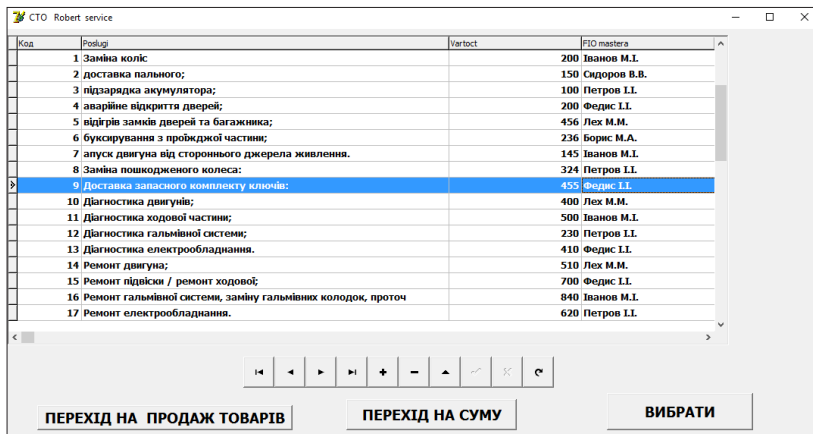 СТО Robert service
Код Poslugi Vartoct FIO mastera
1 Заміна коліс 200 Іванов М.І.
2 доставка пального; 150 Сидоров В.В.
3 підзарядка акумулятора; 100 Петров І.І.
4 аварійне відкриття дверей; 200 Федис І.І.
5 відігрів замків дверей та багажника; 456 Лех М.М.
6 буксирування з проїжджої частини; 236 Борис М.А.
7 апуск двигуна від стороннього джерела живлення. 145 Іванов М.І.
8 Заміна пошкодженого колеса: 324 Петров І.І.
9 Доставка запасного комплекту ключів: 455 Федис І.І.
10 Діагностика двигунів; 400 Лех М.М.
11 Діагностика ходової частини; 500 Іванов М.І.
12 Діагностика гальмівної системи; 230 Петров І.І.
13 Діагностика електрообладнання. 410 Федис І.І.
14 Ремонт двигуна; 510 Лех М.М.
15 Ремонт підвіски / ремонт ходової; 700 Федис І.І.
16 Ремонт гальмівної системи, заміну гальмівних колодок, проточ 840 Іванов М.І.
17 Ремонт електрообладнання. 620 Петров І.І.
ПЕРЕХІД НА ПРОДАЖ ТОВАРІВ ПЕРЕХІД НА СУМУ ВИБРАТИ